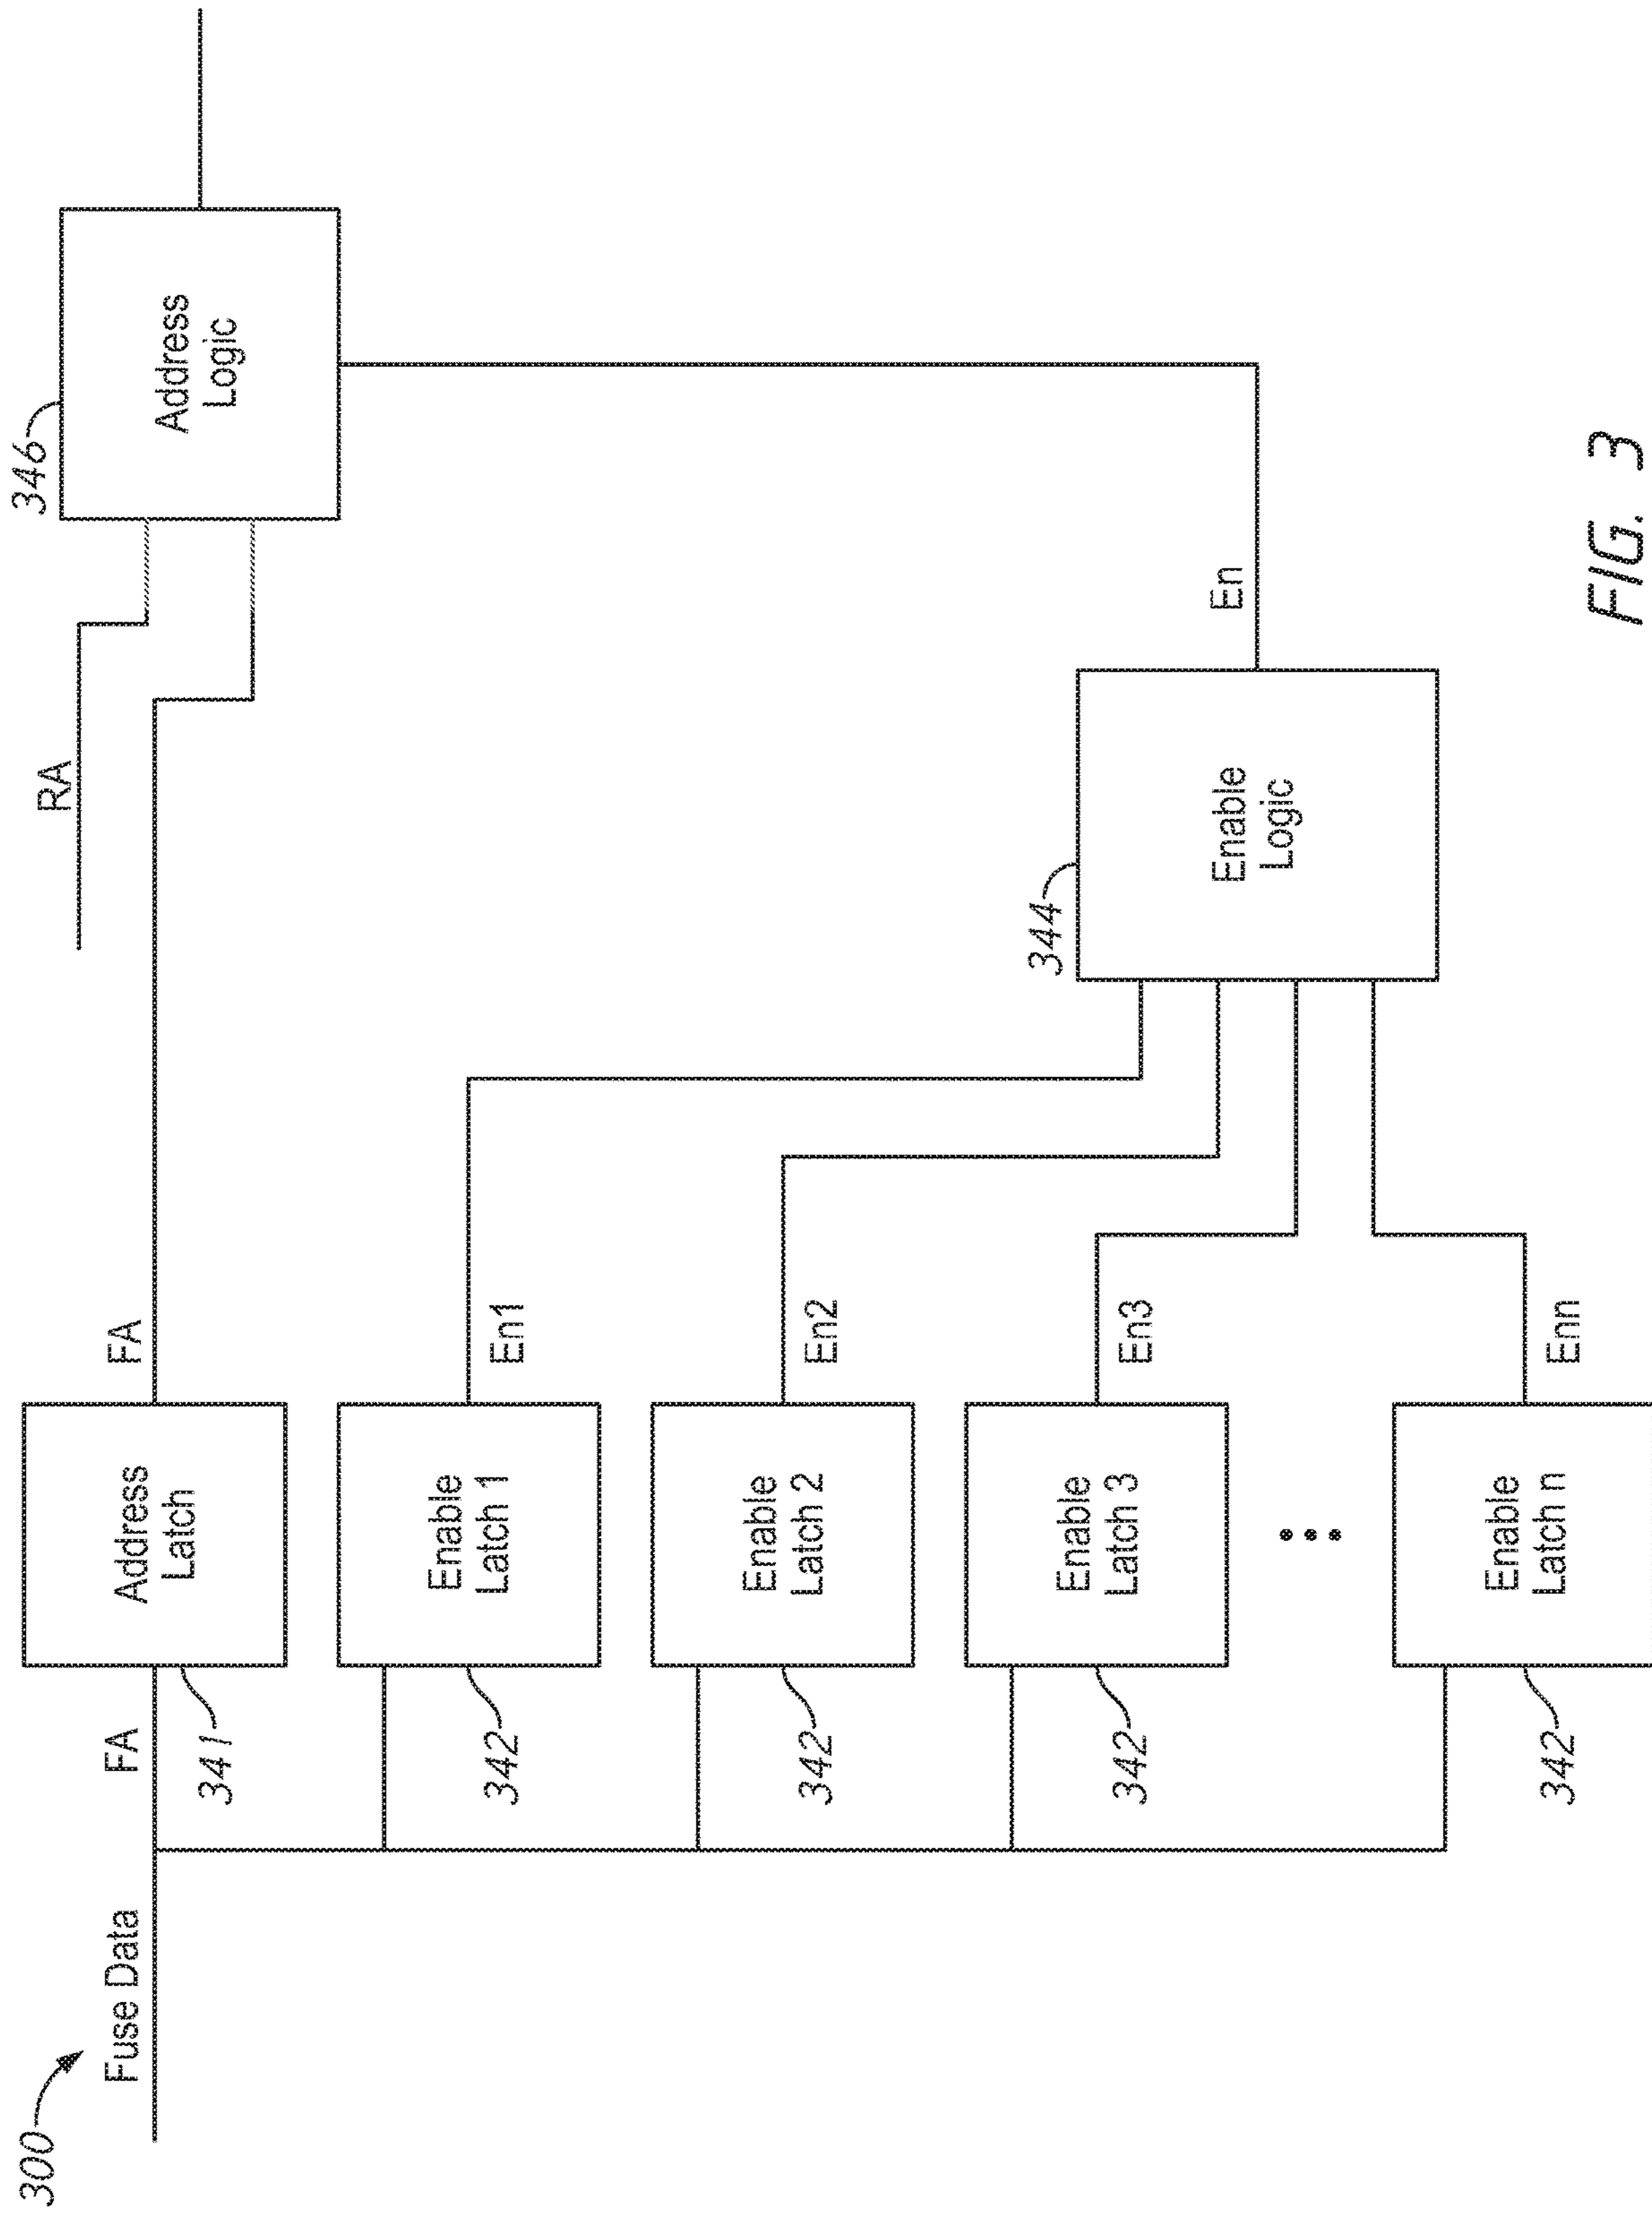 300
Fuse Data
FA
341
Address
Latch
FA
RA
346
Address
Logic
342
Enable
Latch 1
En1
342
Enable
Latch 2
En2
344
Enable
Logic
En
342
Enable
Latch 3
En3
342
Enable
Latch n
Enn
FIG. 3